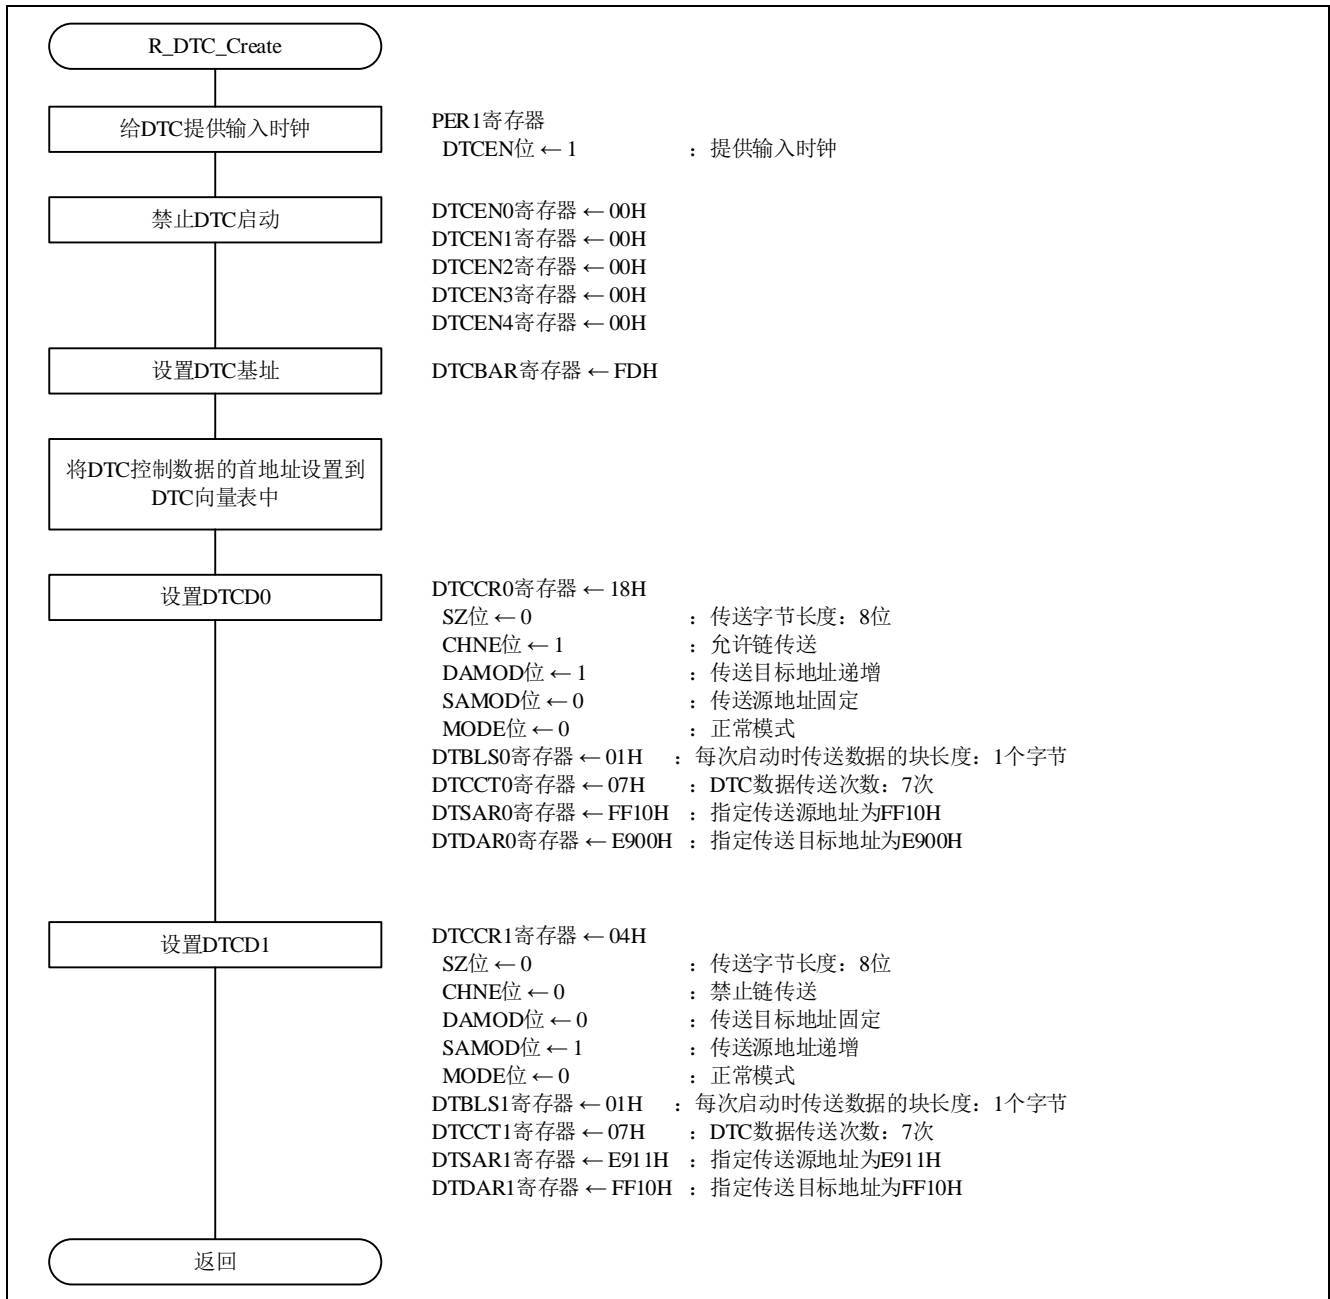 R_DTC_Create
给DTC提供输入时钟
PER1寄存器
DTCEN位 ← 1 ：提供输入时钟
禁止DTC启动
DTCEN0寄存器 ← 00H
DTCEN1寄存器 ← 00H
DTCEN2寄存器 ← 00H
DTCEN3寄存器 ← 00H
DTCEN4寄存器 ← 00H
设置DTC基址
DTCBAR寄存器 ← FDH
将DTC控制数据的首地址设置到
DTC向量表中
设置DTCD0
DTCCR0寄存器 ← 18H
SZ位 ← 0 ：传送字节长度：8位
CHNE位 ← 1 ：允许链传送
DAMOD位 ← 1 ：传送目标地址递增
SAMOD位 ← 0 ：传送源地址固定
MODE位 ← 0 ：正常模式
DTBLS0寄存器 ← 01H ：每次启动时传送数据的块长度：1个字节
DTCCT0寄存器 ← 07H ：DTC数据传送次数：7次
DTSAR0寄存器 ← FF10H ：指定传送源地址为FF10H
DTDAR0寄存器 ← E900H ：指定传送目标地址为E900H
设置DTCD1
DTCCR1寄存器 ← 04H
SZ位 ← 0 ：传送字节长度：8位
CHNE位 ← 0 ：禁止链传送
DAMOD位 ← 0 ：传送目标地址固定
SAMOD位 ← 1 ：传送源地址递增
MODE位 ← 0 ：正常模式
DTBLS1寄存器 ← 01H ：每次启动时传送数据的块长度：1个字节
DTCCT1寄存器 ← 07H ：DTC数据传送次数：7次
DTSAR1寄存器 ← E911H ：指定传送源地址为E911H
DTDAR1寄存器 ← FF10H ：指定传送目标地址为FF10H
返回